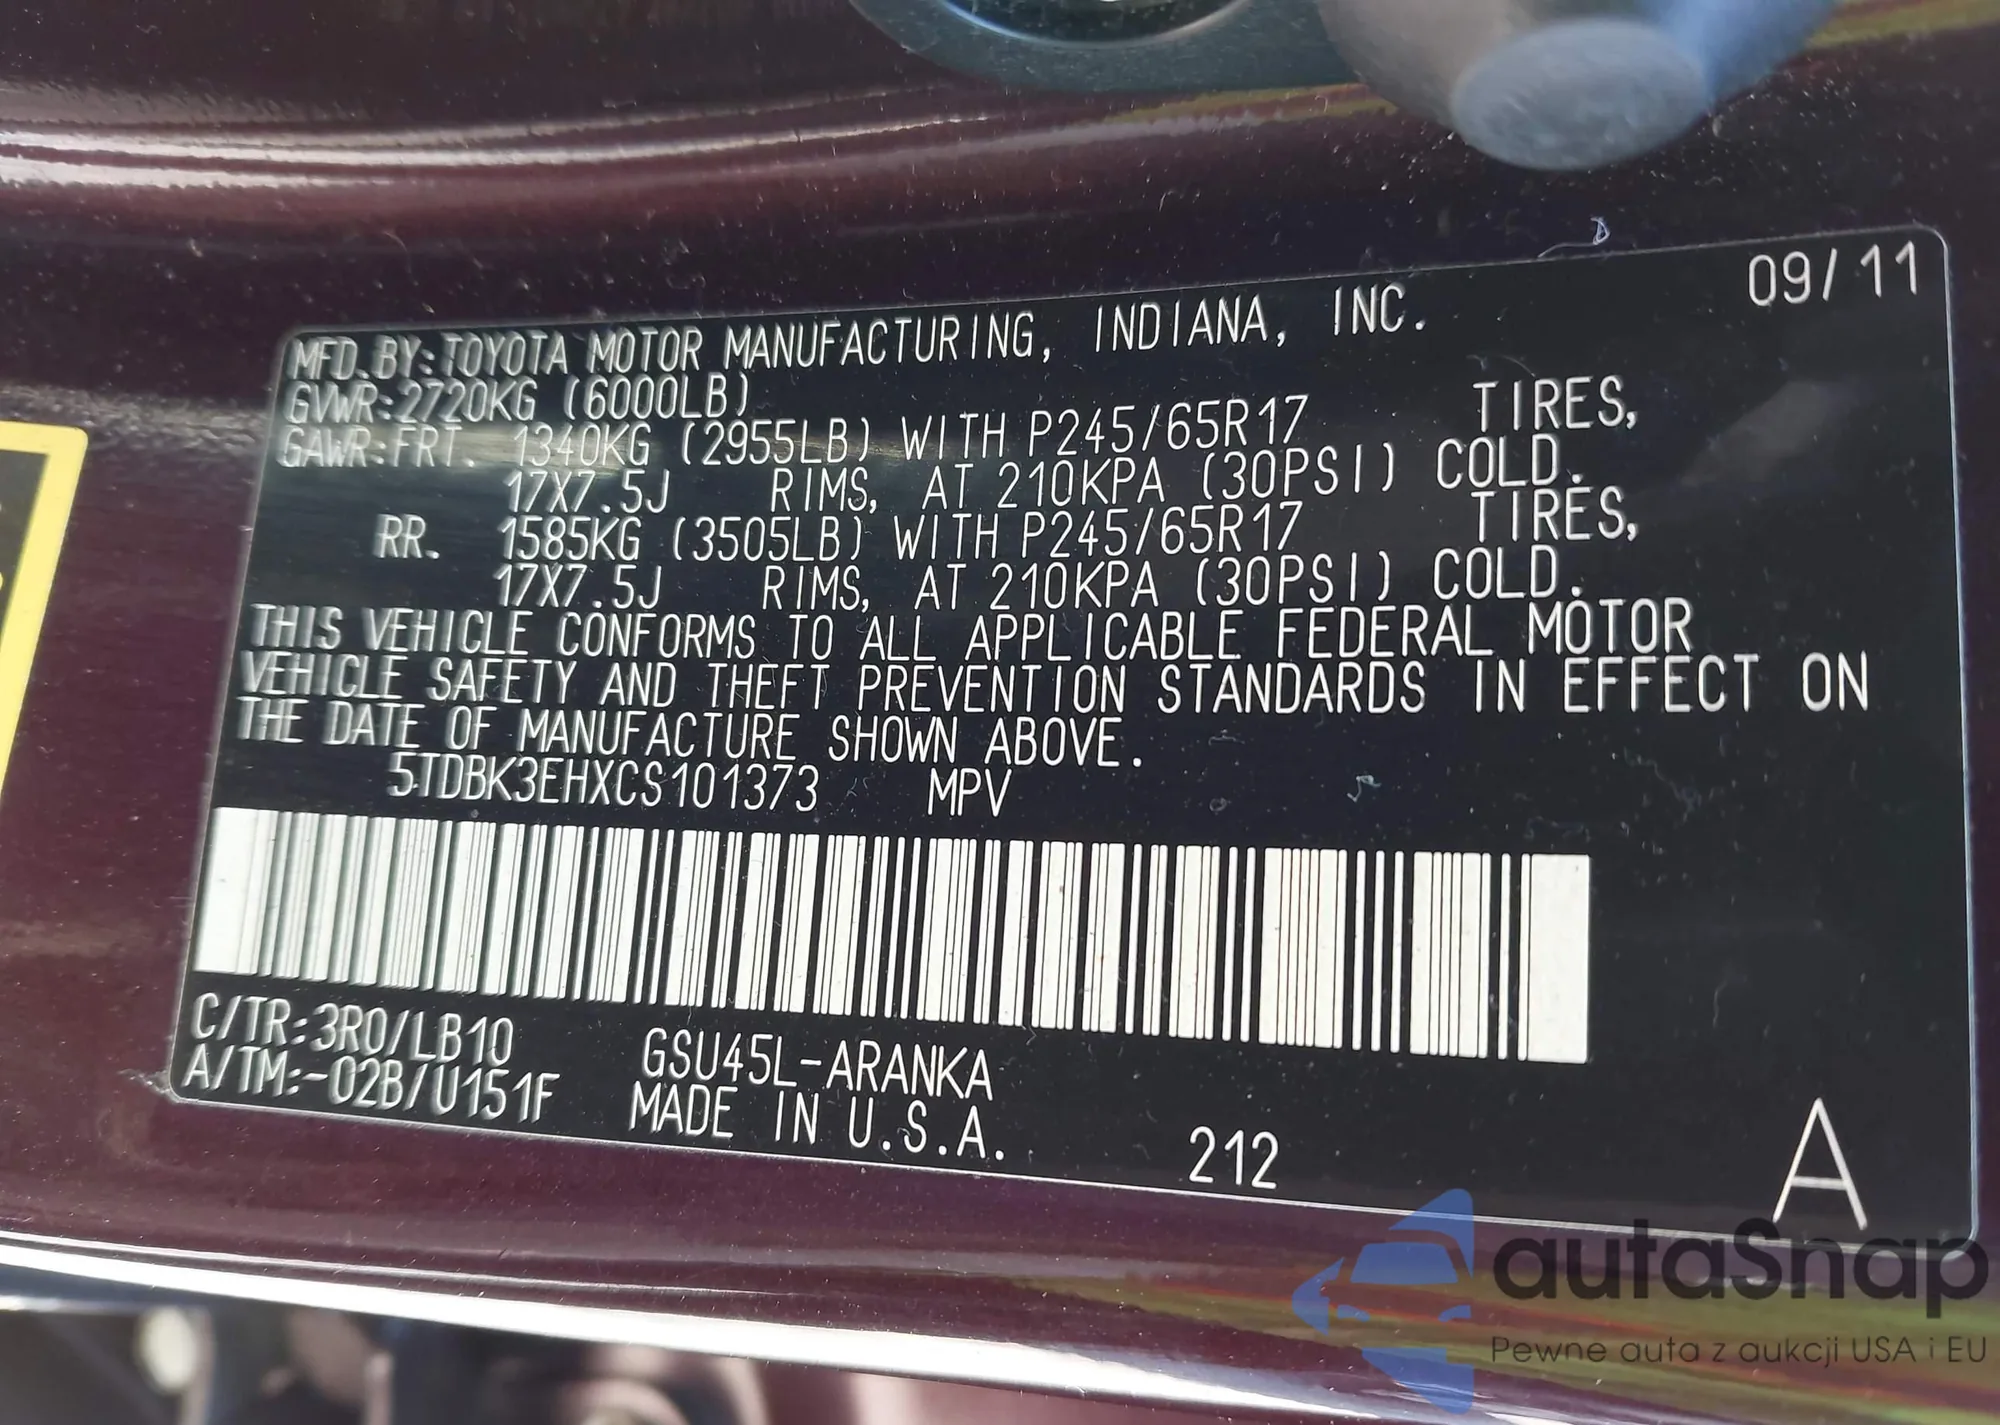 09/11
MFD.BY:TOYOTA MOTOR MANUFACTURING, INDIANA, INC.
GVWR:2720KG (6000LB)
GAWR:FRT. 1340KG (2955LB) WITH P245/65R17 TIRES,
17X7.5J RIMS, AT 210KPA (30PSI) COLD.
RR. 1585KG (3505LB) WITH P245/65R17 TIRES,
17X7.5J RIMS, AT 210KPA (30PSI) COLD.
THIS VEHICLE CONFORMS TO ALL APPLICABLE FEDERAL MOTOR
VEHICLE SAFETY AND THEFT PREVENTION STANDARDS IN EFFECT ON
THE DATE OF MANUFACTURE SHOWN ABOVE.
5TDBK3EHXCS101373 MPV
C/TR:3R0/LB10 GSU45L-ARANKA
A/TM:-02B/U151F MADE IN U.S.A.
212
A
autaSnap
Pewne auta z aukcji USA i EU